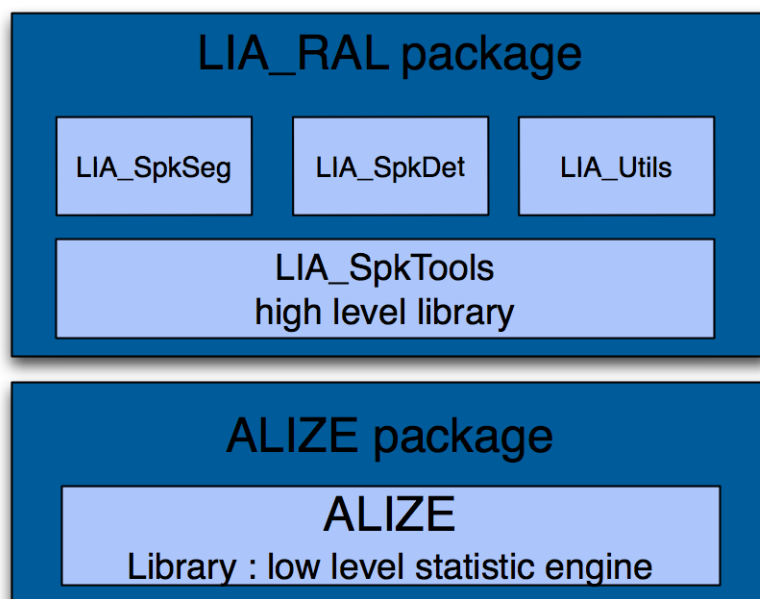 LIA_RAL package
LIA_SpkSeg
LIA_SpkDet
LIA_Utils
LIA_SpkTools
high level library
ALIZE package
ALIZE
Library : low level statistic engine